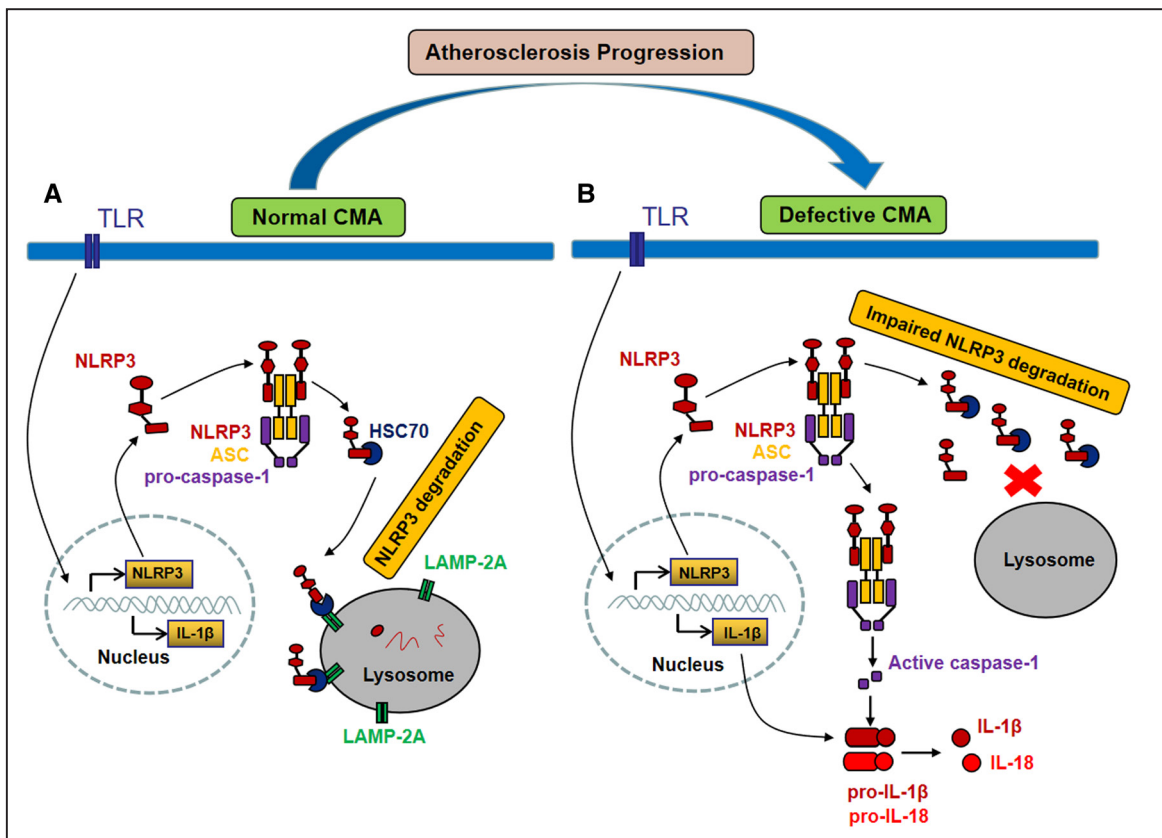 Atherosclerosis Progression
A
TLR
Normal CMA
NLRP3
NLRP3
ASC
pro-caspase-1
HSC70
NLRP3 degradation
LAMP-2A
NLRP3
IL-1β
Nucleus
Lysosome
LAMP-2A
B
TLR
Defective CMA
Impaired NLRP3 degradation
NLRP3
NLRP3
ASC
pro-caspase-1
Lysosome
NLRP3
IL-1β
Nucleus
Active caspase-1
IL-1β
IL-18
pro-IL-1β
pro-IL-18